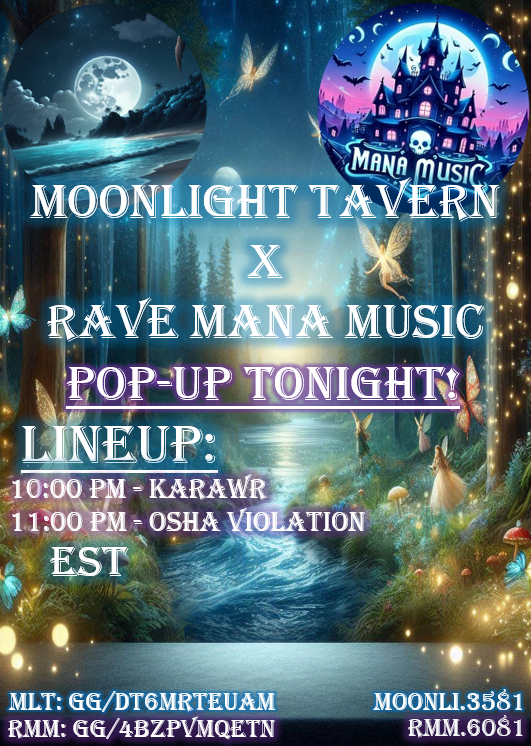 MANA MUSIC
MOONLIGHT TAVERN
X
RAVE MANA MUSIC
POP-UP TONIGHT!
LINEUP:
10:00 PM - KARAWR
11:00 PM - OSHA VIOLATION
EST
MLT: GG/DT6MRTEUAM
MOONLI.3581
RMM: GG/4BZPVMQETN
RMM.6081